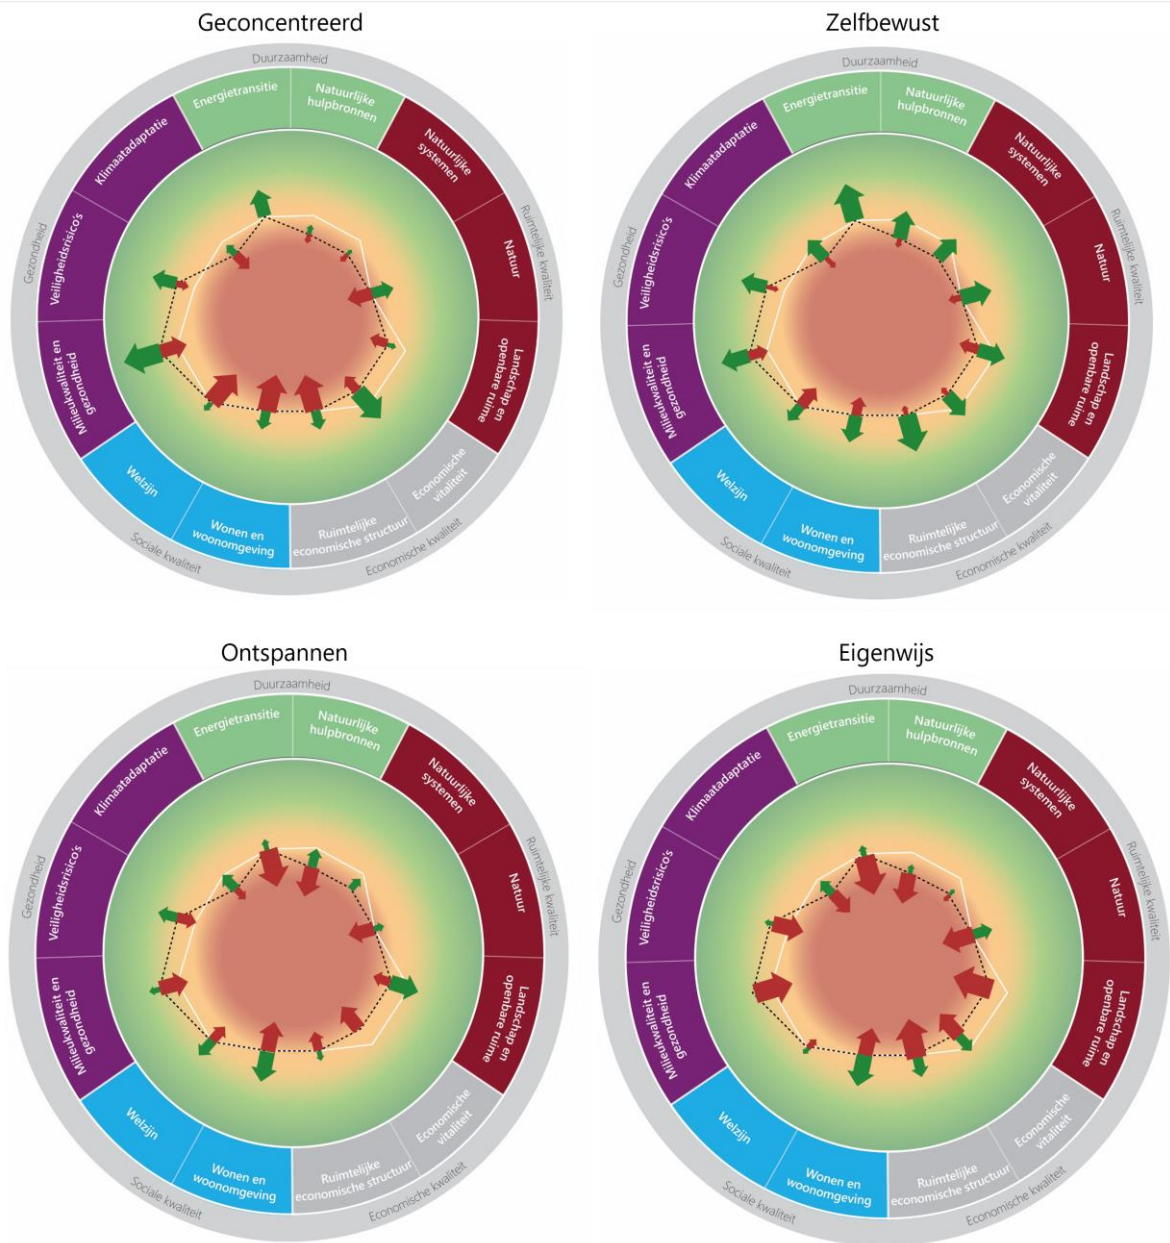 Geconcentreerd
Duurzaamheid
Energietransitie
Natuurlijke
hulpbronnen
Natuurlijke
systemen
Ruimtelijke kwaliteit
Natuur
Landschap en
openbare ruime
Economische
vitaliteit
Economische kwaliteit
Ruimtelijke
economische structuur
Wonen en
woonomgeving
Sociale kwaliteit
Welzijn
Milieukwaliteit en
gezondheid
Gezondheid
Veiligheidsrisico's
Klimaatadaptatie
Zelfbewust
Duurzaamheid
Energietransitie
Natuurlijke
hulpbronnen
Natuurlijke
systemen
Ruimtelijke kwaliteit
Natuur
Landschap en
openbare ruime
Economische
vitaliteit
Economische kwaliteit
Ruimtelijke
economische structuur
Wonen en
woonomgeving
Sociale kwaliteit
Welzijn
Milieukwaliteit en
gezondheid
Gezondheid
Veiligheidsrisico's
Klimaatadaptatie
Ontspannen
Duurzaamheid
Energietransitie
Natuurlijke
hulpbronnen
Natuurlijke
systemen
Ruimtelijke kwaliteit
Natuur
Landschap en
openbare ruime
Economische
vitaliteit
Economische kwaliteit
Ruimtelijke
economische structuur
Wonen en
woonomgeving
Sociale kwaliteit
Welzijn
Milieukwaliteit en
gezondheid
Gezondheid
Veiligheidsrisico's
Klimaatadaptatie
Eigenwijs
Duurzaamheid
Energietransitie
Natuurlijke
hulpbronnen
Natuurlijke
systemen
Ruimtelijke kwaliteit
Natuur
Landschap en
openbare ruime
Economische
vitaliteit
Economische kwaliteit
Ruimtelijke
economische structuur
Wonen en
woonomgeving
Sociale kwaliteit
Welzijn
Milieukwaliteit en
gezondheid
Gezondheid
Veiligheidsrisico's
Klimaatadaptatie